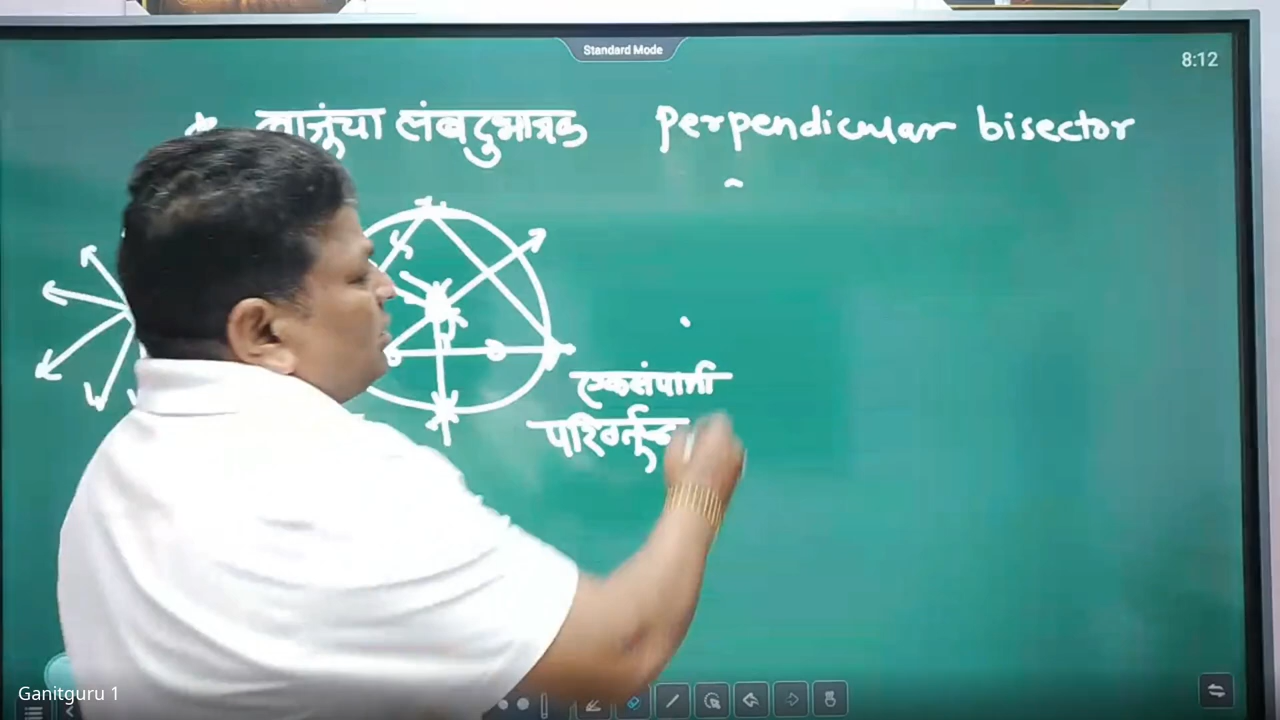 Standard Mode
8:12
बाजूंचा लंबदुभाजक perpendicular bisector
एकसंपाती
परिवर्तुळ
Ganitguru 1